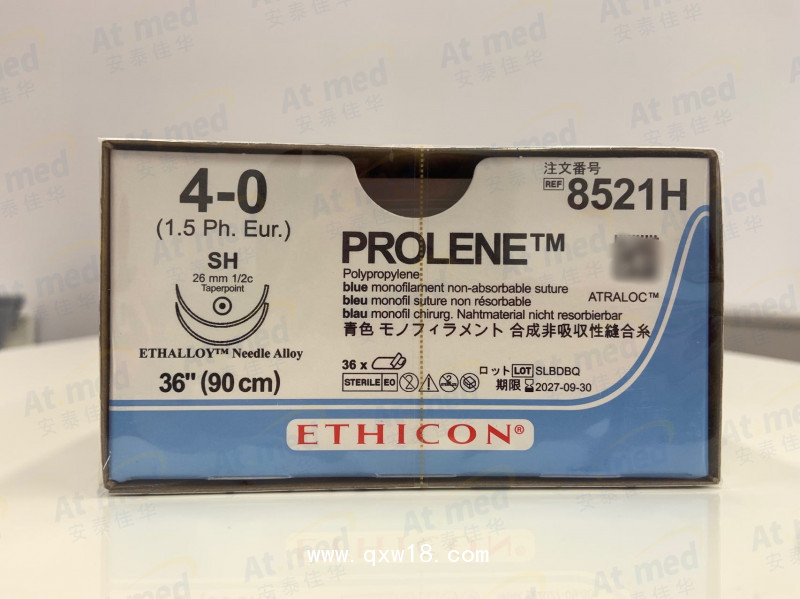 4-0
(1.5 Ph. Eur.)
SH
26 mm 1/2c
Taperpoint
ETHALLOY™ Needle Alloy
36" (90 cm)
注文番号
REF 8521H
PROLENE™
Polypropylene
blue monofilament non-absorbable suture
bleu monofil suture non résorbable
blau monofil chirurg. Nahtmaterial nicht resorbierbar
青色 モノフィラメント 合成非吸収性縫合糸
ATRALOC™
36 x
STERILE EO
ロット LOT SLBDBQ
期限 2027-09-30
ETHICON®
www.qxw18.com
At med
安泰佳华